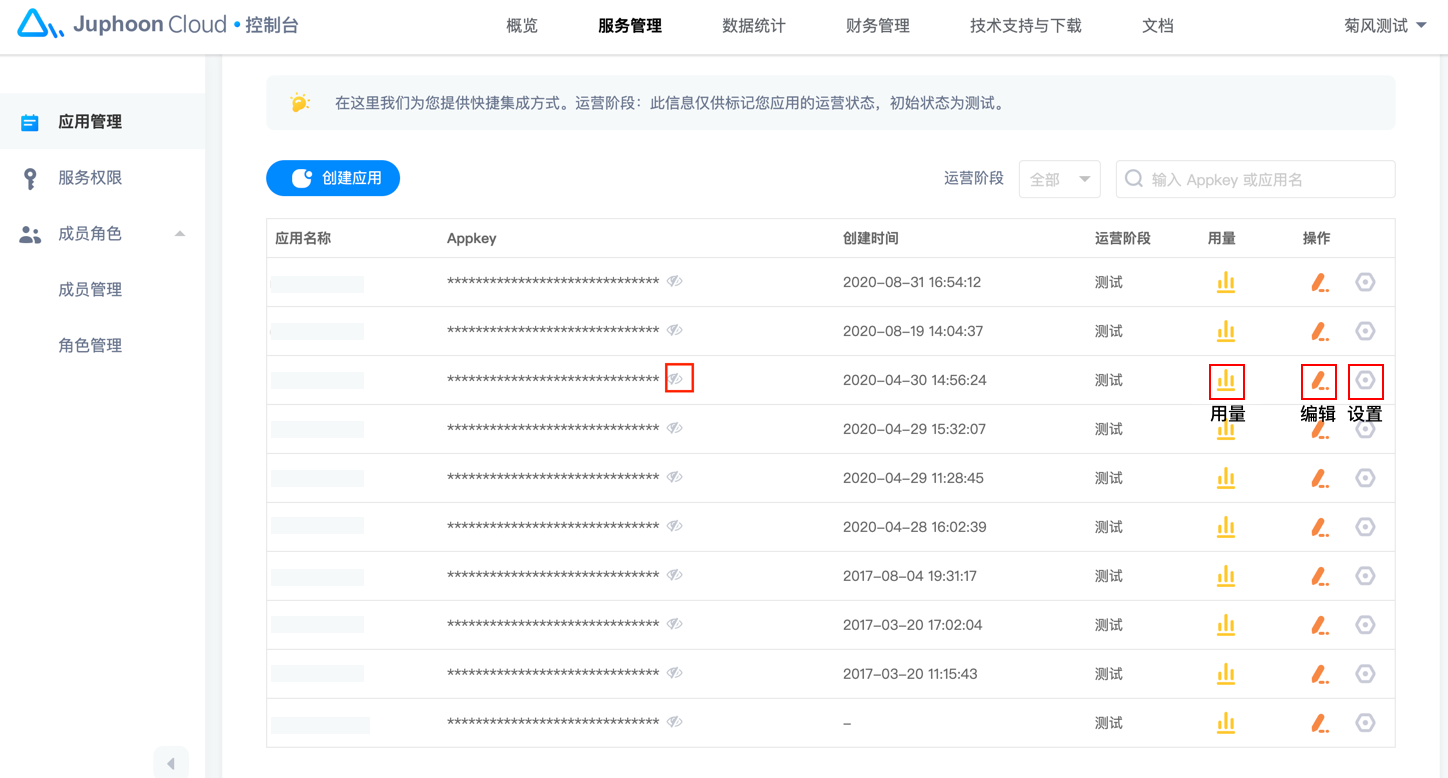 Juphoon Cloud • 控制台 概览 服务管理 数据统计 财务管理 技术支持与下载 文档 菊风测试
在这里我们为您提供快捷集成方式。运营阶段：此信息仅供标记您应用的运营状态，初始状态为测试。
应用管理
服务权限
成员角色
成员管理
角色管理
创建应用 运营阶段 全部 输入 Appkey 或应用名
应用名称 Appkey 创建时间 运营阶段 用量 操作
****************************** 2020-08-31 16:54:12 测试
****************************** 2020-08-19 14:04:37 测试
****************************** 2020-04-30 14:56:24 测试
用量 编辑 设置
****************************** 2020-04-29 15:32:07 测试
****************************** 2020-04-29 11:28:45 测试
****************************** 2020-04-28 16:02:39 测试
****************************** 2017-08-04 19:31:17 测试
****************************** 2017-03-20 17:02:04 测试
****************************** 2017-03-20 11:15:43 测试
****************************** – 测试